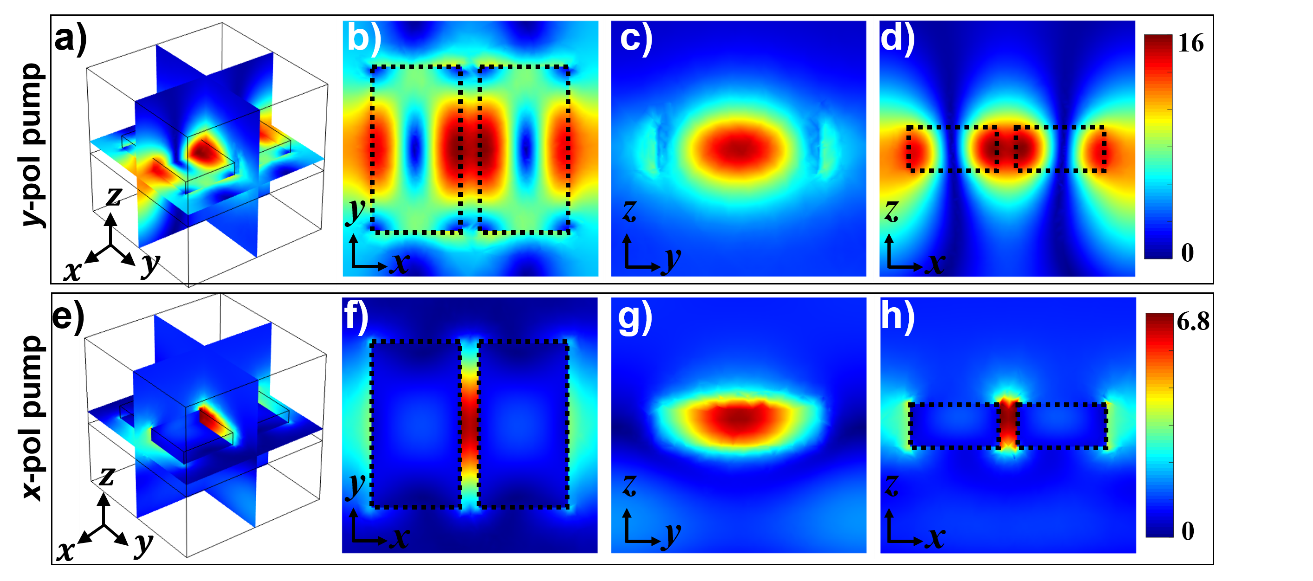 y-pol pump
a)
z
x
y
b)
y
x
c)
z
y
d)
z
x
16
0
x-pol pump
e)
z
x
y
f)
y
x
g)
z
y
h)
z
x
6.8
0